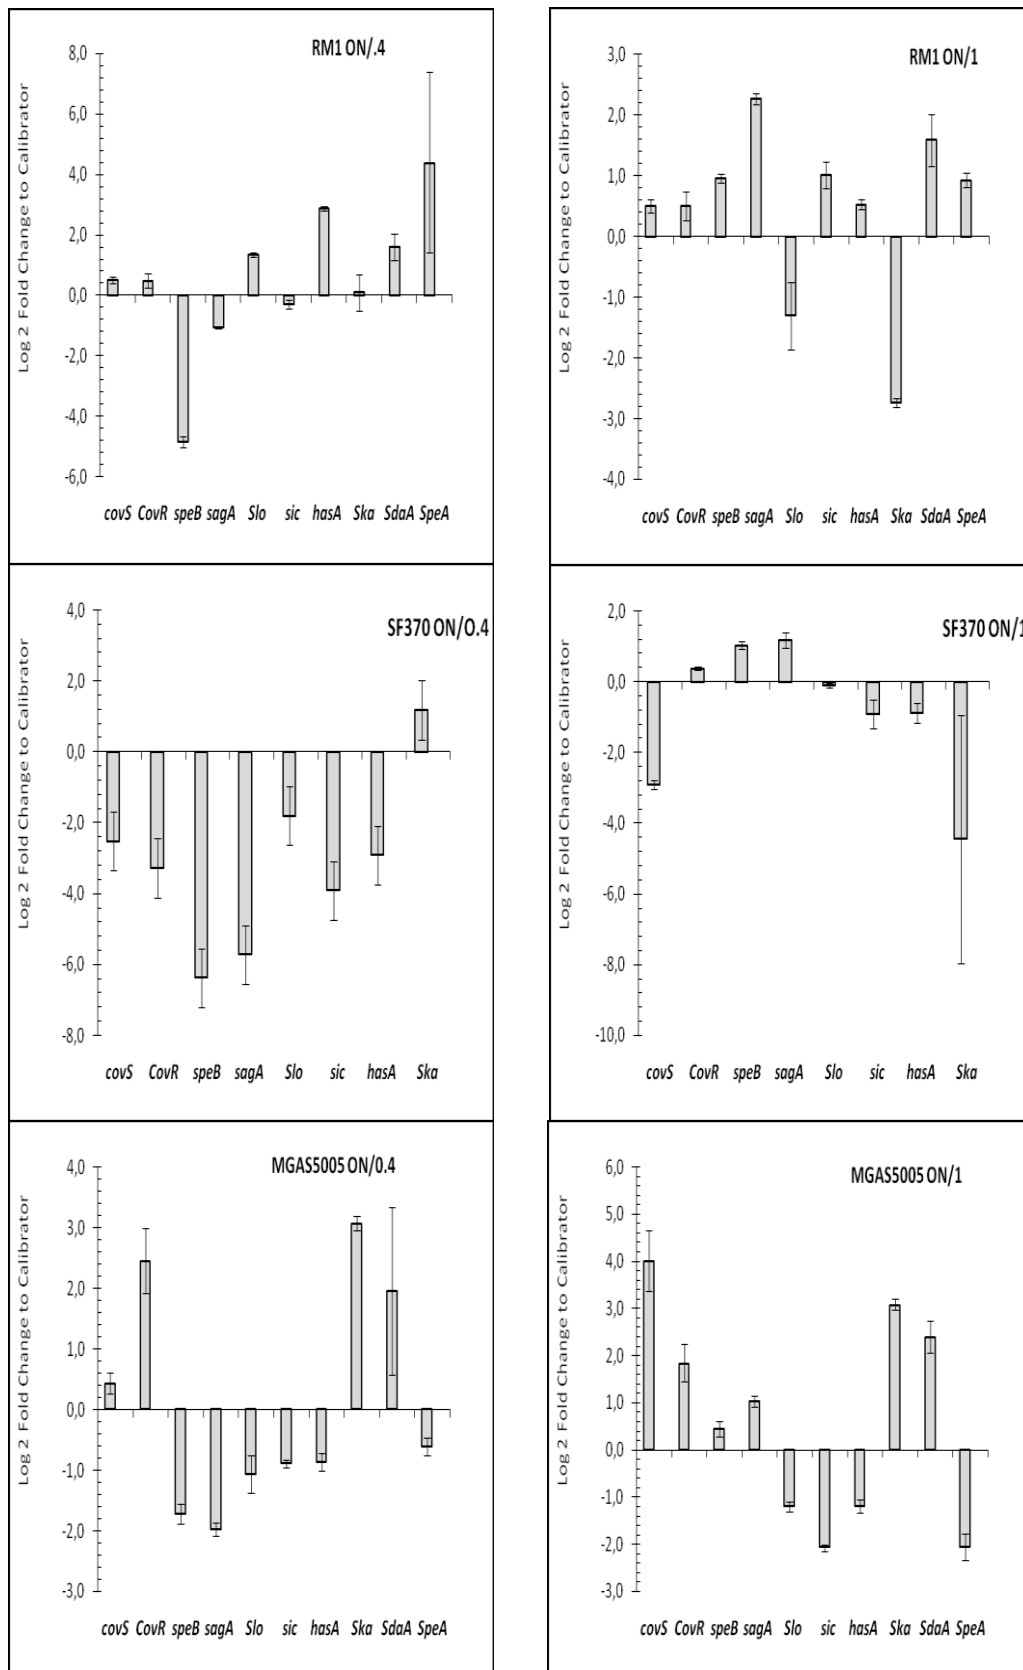 RM1 ON/.4
Log 2 Fold Change to Calibrator
8,0
6,0
4,0
2,0
0,0
-2,0
-4,0
-6,0
covS CovR speB sagA Slo sic hasA Ska SdaA SpeA
RM1 ON/1
Log 2 Fold Change to Calibrator
3,0
2,0
1,0
0,0
-1,0
-2,0
-3,0
-4,0
covS CovR speB sagA Slo sic hasA Ska SdaA SpeA
SF370 ON/O.4
Log 2 Fold Change to Calibrator
4,0
2,0
0,0
-2,0
-4,0
-6,0
-8,0
covS CovR speB sagA Slo sic hasA Ska
SF370 ON/1
Log 2 Fold Change to Calibrator
2,0
0,0
-2,0
-4,0
-6,0
-8,0
-10,0
covS CovR speB sagA Slo sic hasA Ska
MGAS5005 ON/0.4
Log 2 Fold Change to Calibrator
4,0
3,0
2,0
1,0
0,0
-1,0
-2,0
-3,0
covS CovR speB sagA Slo sic hasA Ska SdaA SpeA
MGAS5005 ON/1
Log 2 Fold Change to Calibrator
6,0
5,0
4,0
3,0
2,0
1,0
0,0
-1,0
-2,0
-3,0
covS CovR speB sagA Slo sic hasA Ska SdaA SpeA